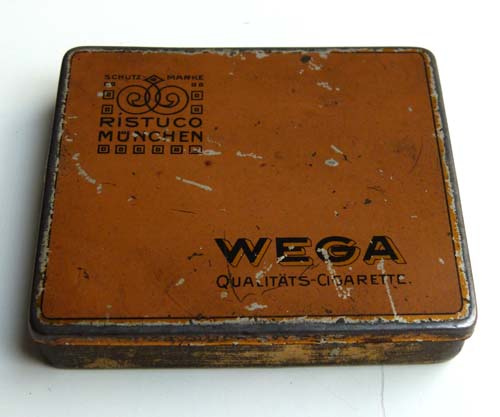 SCHUTZ MARKE
RISTUCO
MÜNCHEN
WEGA
QUALITÄTS-CIGARETTE.